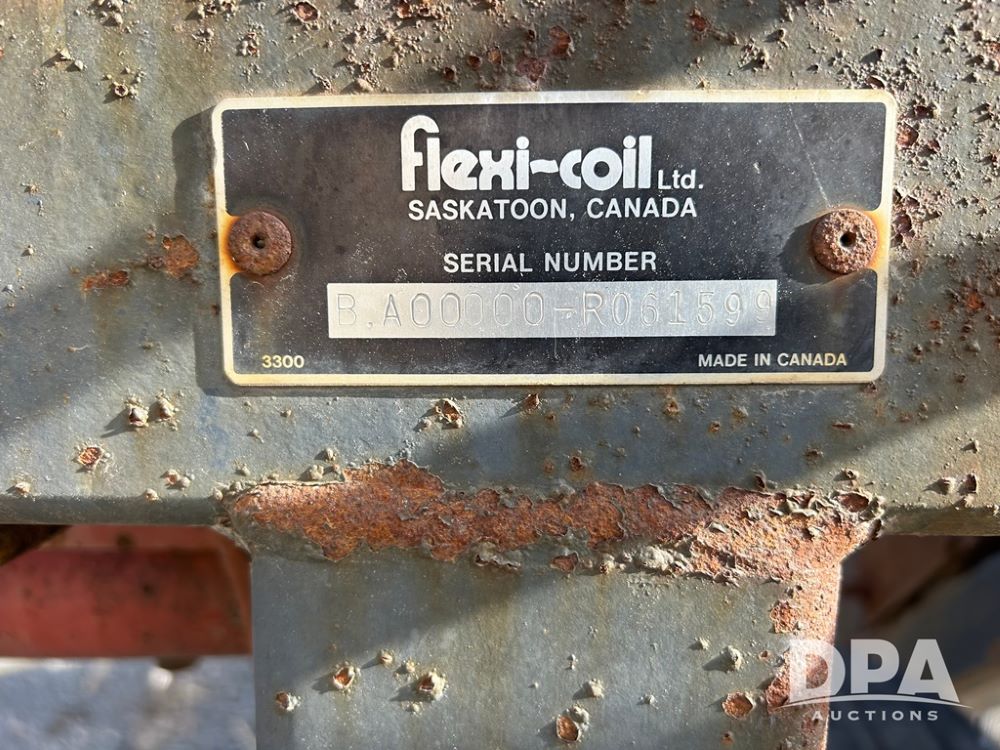 flexi-coil Ltd.
SASKATOON, CANADA
SERIAL NUMBER
B.A00000-R061599
3300
MADE IN CANADA
DPA
AUCTIONS